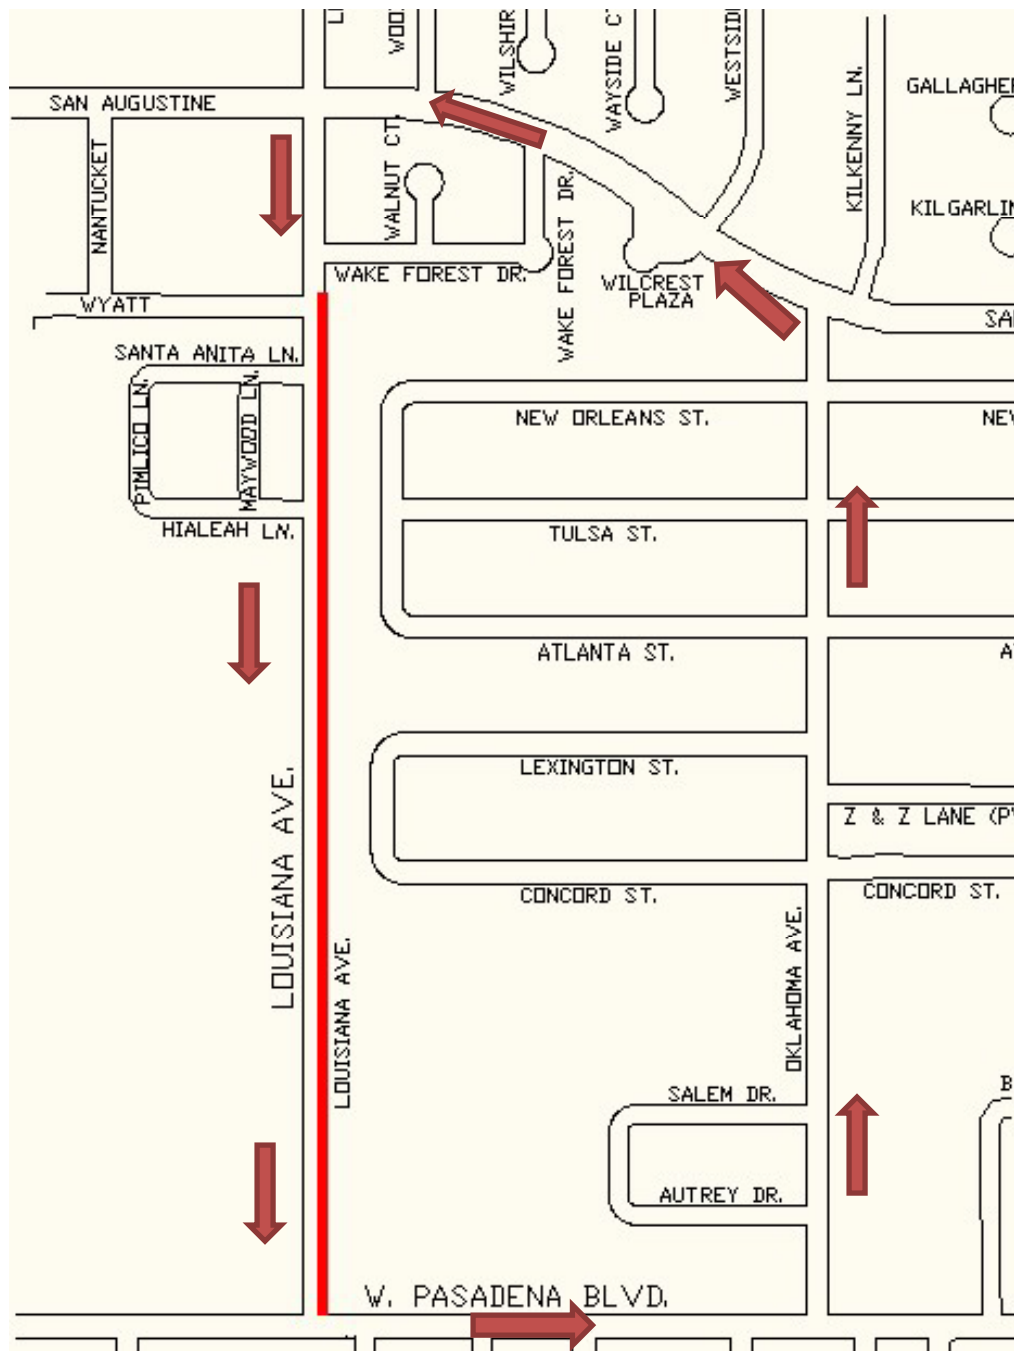 WILSHIR
WAYSIDE C
WESTSID
GALLAGHER
SAN AUGUSTINE
NANTUCKET
WALNUT CT.
KILKENNY LN.
WAKE FOREST DR.
KILGARLIN
WAKE FOREST DR.
WILCREST
PLAZA
WYATT
SANTA ANITA LN.
PIMLICO LN.
MAYWOOD LN.
HIALEAH LN.
NEW ORLEANS ST.
NEW
TULSA ST.
ATLANTA ST.
LEXINGTON ST.
Z & Z LANE (P
CONCORD ST.
CONCORD ST.
LOUISIANA AVE.
LOUISIANA AVE.
OKLAHOMA AVE.
SALEM DR.
B
AUTREY DR.
W. PASADENA BLVD.